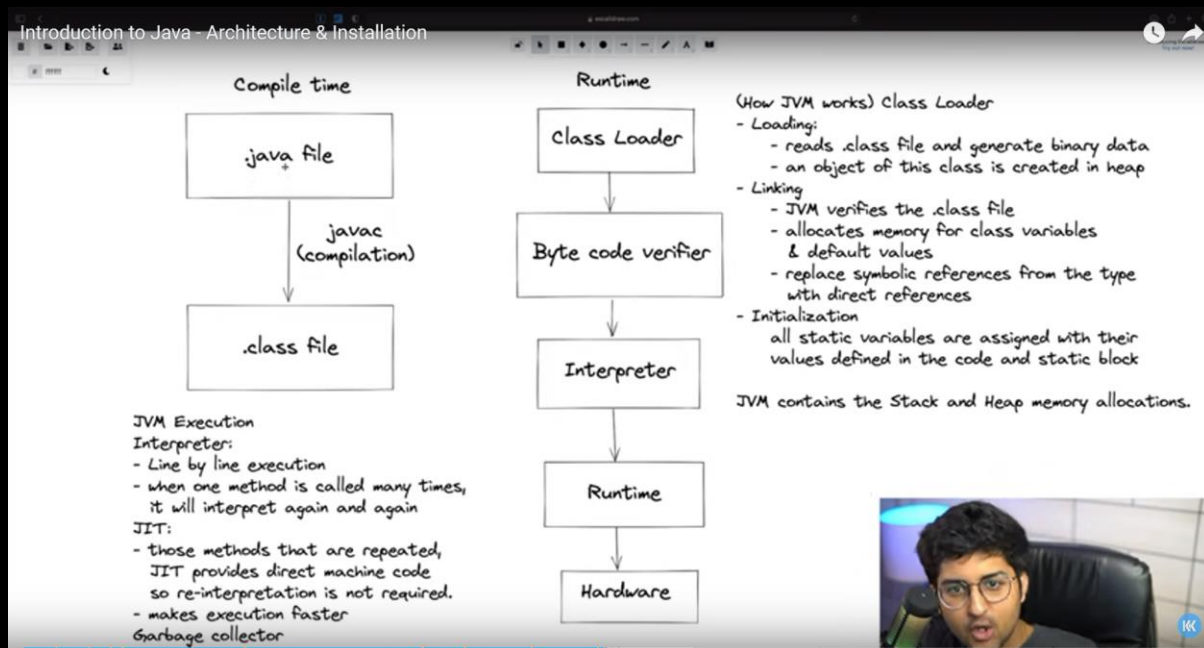 Introduction to Java - Architecture & Installation
excalidraw.com
Compile time
.java file
javac
(compilation)
.class file
JVM Execution
Interpreter:
- Line by line execution
- when one method is called many times,
it will interpret again and again
JIT:
- those methods that are repeated,
JIT provides direct machine code
so re-interpretation is not required.
- makes execution faster
Garbage collector
Runtime
Class Loader
Byte code verifier
Interpreter
Runtime
Hardware
(How JVM works) Class Loader
- Loading:
- reads .class file and generate binary data
- an object of this class is created in heap
- Linking
- JVM verifies the .class file
- allocates memory for class variables
& default values
- replace symbolic references from the type
with direct references
- Initialization
all static variables are assigned with their
values defined in the code and static block
JVM contains the Stack and Heap memory allocations.